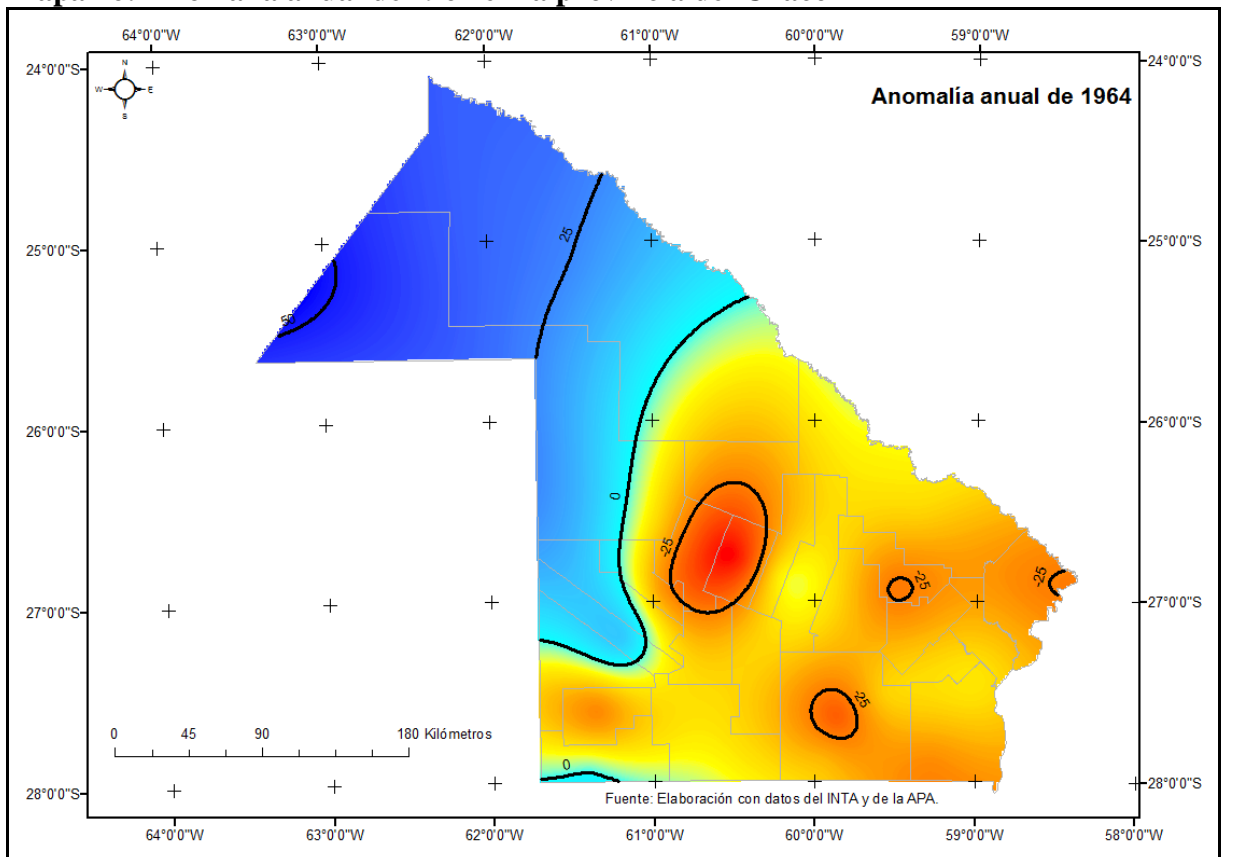 64°0'0"W 63°0'0"W 62°0'0"W 61°0'0"W 60°0'0"W 59°0'0"W
24°0'0"S 24°0'0"S
N
W E
S
Anomalía anual de 1964
25
25°0'0"S 25°0'0"S
50
26°0'0"S 26°0'0"S
0
-25
-25
-25
27°0'0"S 27°0'0"S
-25
0 45 90 180 Kilómetros
0
28°0'0"S 28°0'0"S
Fuente: Elaboración con datos del INTA y de la APA.
64°0'0"W 63°0'0"W 62°0'0"W 61°0'0"W 60°0'0"W 59°0'0"W 58°0'0"W